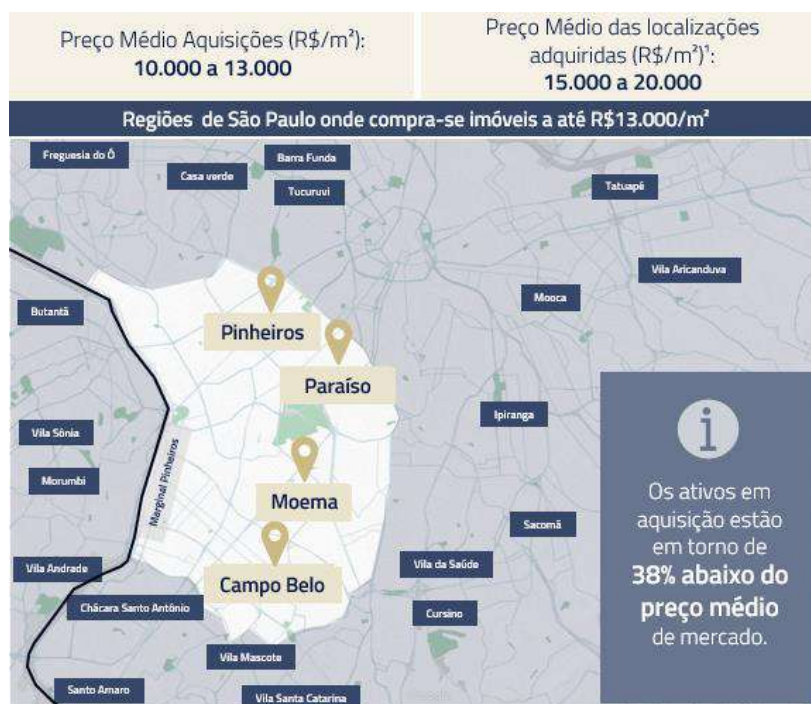 Preço Médio Aquisições (R$/m²):
10.000 a 13.000
Preço Médio das localizações
adquiridas (R$/m²)¹:
15.000 a 20.000
Regiões de São Paulo onde compra-se imóveis a até R$13.000/m²
Freguesia do Ó
Casa verde
Barra Funda
Tucuruvi
Tatuapé
Vila Aricanduva
Mooca
Butantã
Pinheiros
Paraíso
Ipiranga
Vila Sônia
Morumbi
Marginal Pinheiros
Moema
Sacomã
Vila Andrade
Campo Belo
Vila da Saúde
Chácara Santo Antônio
Cursino
Vila Mascote
Santo Amaro
Vila Santa Catarina
i
Os ativos em
aquisição estão
em torno de
38% abaixo do
preço médio
de mercado.